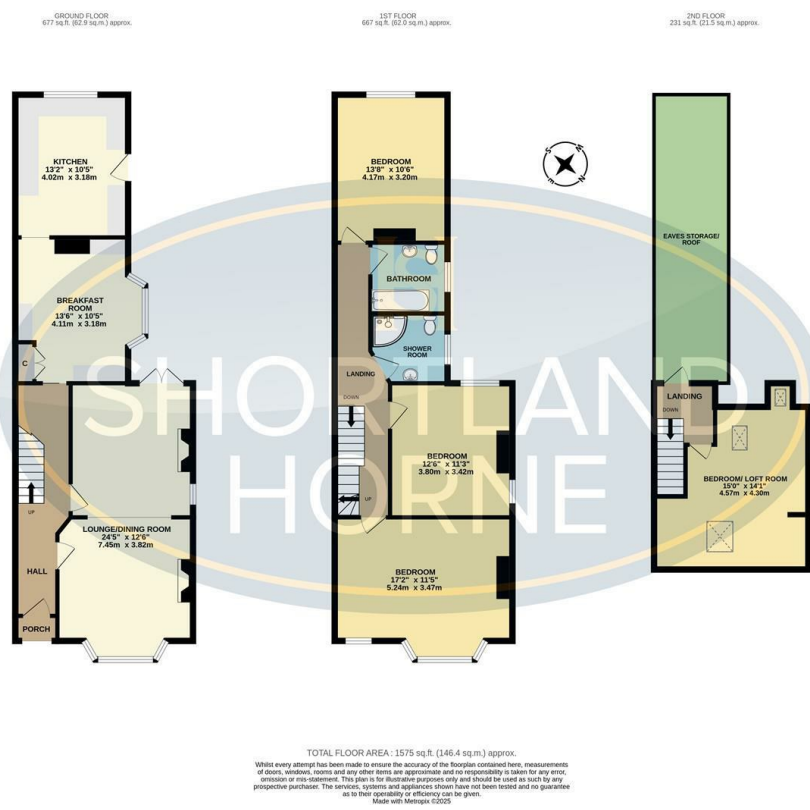 GROUND FLOOR
677 sq.ft. (62.9 sq.m.) approx.
1ST FLOOR
667 sq.ft. (62.0 sq.m.) approx.
2ND FLOOR
231 sq.ft. (21.5 sq.m.) approx.
KITCHEN
13'2" x 10'5"
4.02m x 3.18m
BREAKFAST
ROOM
13'6" x 10'5"
4.11m x 3.18m
C
UP
LOUNGE/DINING ROOM
24'5" x 12'6"
7.45m x 3.82m
HALL
PORCH
BEDROOM
13'8" x 10'6"
4.17m x 3.20m
BATHROOM
SHOWER
ROOM
LANDING
DOWN
BEDROOM
12'6" x 11'3"
3.80m x 3.42m
UP
BEDROOM
17'2" x 11'5"
5.24m x 3.47m
S
W
E
N
EAVES STORAGE/
ROOF
LANDING
DOWN
BEDROOM/ LOFT ROOM
15'0" x 14'1"
4.57m x 4.30m
SHORTLAND
HORNE
TOTAL FLOOR AREA : 1575 sq.ft. (146.4 sq.m.) approx.
Whilst every attempt has been made to ensure the accuracy of the floorplan contained here, measurements
of doors, windows, rooms and any other items are approximate and no responsibility is taken for any error,
omission or mis-statement. This plan is for illustrative purposes only and should be used as such by any
prospective purchaser. The services, systems and appliances shown have not been tested and no guarantee
as to their operability or efficiency can be given.
Made with Metropix ©2025